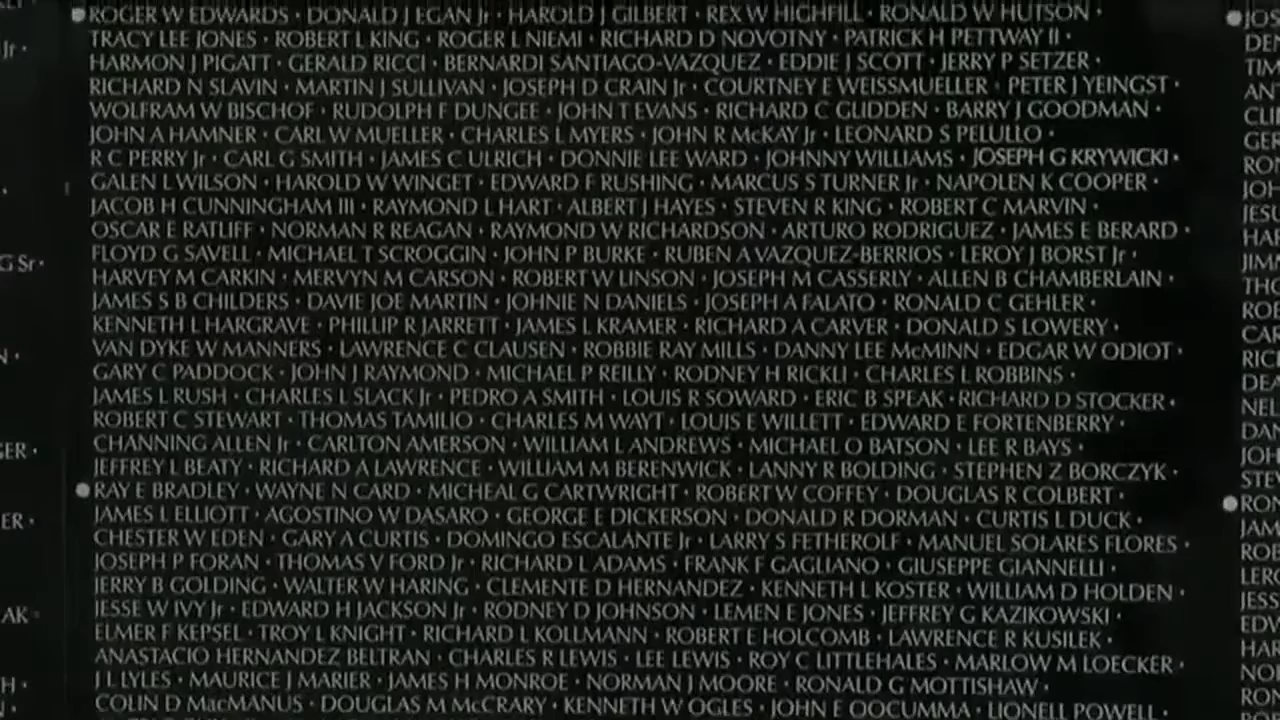 ROGER W EDWARDS · DONALD J EGAN Jr · HAROLD J GILBERT · REX W HIGHFILL · RONALD W HUTSON ·
TRACY LEE JONES · ROBERT L KING · ROGER L NIEMI · RICHARD D NOVOTNY · PATRICK H PETTWAY II ·
HARMON J PIGATT · GERALD RICCI · BERNARDI SANTIAGO-VAZQUEZ · EDDIE J SCOTT · JERRY P SETZER ·
RICHARD N SLAVIN · MARTIN J SULLIVAN · JOSEPH D CRAIN Jr · COURTNEY E WEISSMUELLER · PETER J YEINGST ·
WOLFRAM W BISCHOF · RUDOLPH F DUNGEE · JOHN T EVANS · RICHARD C GLIDDEN · BARRY J GOODMAN ·
JOHN A HAMNER · CARL W MUELLER · CHARLES L MYERS · JOHN R McKAY Jr · LEONARD S PELULLO ·
R C PERRY Jr · CARL G SMITH · JAMES C ULRICH · DONNIE LEE WARD · JOHNNY WILLIAMS · JOSEPH G KRYWICKI ·
GALEN L WILSON · HAROLD W WINGET · EDWARD F RUSHING · MARCUS S TURNER Jr · NAPOLEN K COOPER ·
JACOB H CUNNINGHAM III · RAYMOND L HART · ALBERT J HAYES · STEVEN R KING · ROBERT C MARVIN ·
OSCAR E RATLIFF · NORMAN R REAGAN · RAYMOND W RICHARDSON · ARTURO RODRIGUEZ · JAMES E BERARD ·
FLOYD G SAVELL · MICHAEL T SCROGGIN · JOHN P BURKE · RUBEN A VAZQUEZ-BERRIOS · LEROY J BORST Jr ·
HARVEY M CARKIN · MERVYN M CARSON · ROBERT W LINSON · JOSEPH M CASSERLY · ALLEN B CHAMBERLAIN ·
JAMES S B CHILDERS · DAVIE JOE MARTIN · JOHNIE N DANIELS · JOSEPH A FALATO · RONALD C GEHLER ·
KENNETH L HARGRAVE · PHILLIP R JARRETT · JAMES L KRAMER · RICHARD A CARVER · DONALD S LOWERY ·
VAN DYKE W MANNERS · LAWRENCE C CLAUSEN · ROBBIE RAY MILLS · DANNY LEE McMINN · EDGAR W ODIOT ·
GARY C PADDOCK · JOHN J RAYMOND · MICHAEL P REILLY · RODNEY H RICKLI · CHARLES L ROBBINS ·
JAMES L RUSH · CHARLES L SLACK Jr · PEDRO A SMITH · LOUIS R SOWARD · ERIC B SPEAK · RICHARD D STOCKER ·
ROBERT C STEWART · THOMAS TAMILIO · CHARLES M WAYT · LOUIS E WILLETT · EDWARD E FORTENBERRY ·
CHANNING ALLEN Jr · CARLTON AMERSON · WILLIAM L ANDREWS · MICHAEL O BATSON · LEE R BAYS ·
JEFFREY L BEATY · RICHARD A LAWRENCE · WILLIAM M BERENWICK · LANNY R BOLDING · STEPHEN Z BORCZYK ·
RAY E BRADLEY · WAYNE N CARD · MICHEAL G CARTWRIGHT · ROBERT W COFFEY · DOUGLAS R COLBERT ·
JAMES L ELLIOTT · AGOSTINO W DASARO · GEORGE E DICKERSON · DONALD R DORMAN · CURTIS L DUCK ·
CHESTER W EDEN · GARY A CURTIS · DOMINGO ESCALANTE Jr · LARRY S FETHEROLF · MANUEL SOLARES FLORES ·
JOSEPH P FORAN · THOMAS V FORD Jr · RICHARD L ADAMS · FRANK F GAGLIANO · GIUSEPPE GIANNELLI ·
JERRY B GOLDING · WALTER W HARING · CLEMENTE D HERNANDEZ · KENNETH L KOSTER · WILLIAM D HOLDEN ·
JESSE W IVY Jr · EDWARD H JACKSON Jr · RODNEY D JOHNSON · LEMEN E JONES · JEFFREY G KAZIKOWSKI ·
ELMER F KEPSEL · TROY L KNIGHT · RICHARD L KOLLMANN · ROBERT E HOLCOMB · LAWRENCE R KUSILEK ·
ANASTACIO HERNANDEZ BELTRAN · CHARLES R LEWIS · LEE LEWIS · ROY C LITTLEHALES · MARLOW M LOECKER ·
J L LYLES · MAURICE J MARIER · JAMES H MONROE · NORMAN J MOORE · RONALD G MOTTISHAW ·
COLIN D MacMANUS · DOUGLAS M McCRARY · KENNETH W OGLES · JOHN E OOCUMMA · LIONELL POWELL ·